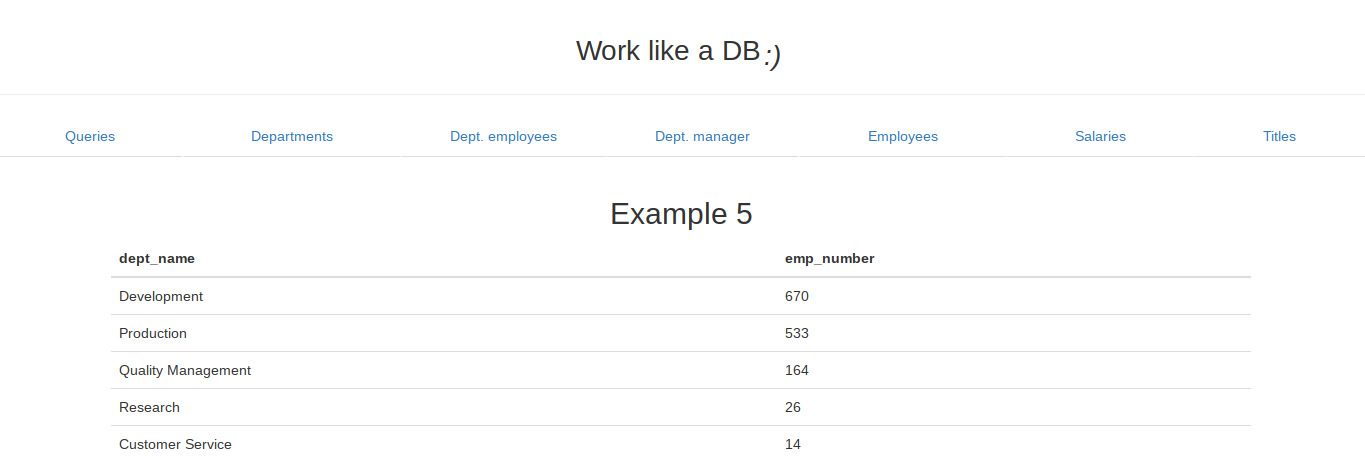 Work like a DB :)
Queries Departments Dept. employees Dept. manager Employees Salaries Titles
Example 5
dept_name emp_number
Development 670
Production 533
Quality Management 164
Research 26
Customer Service 14